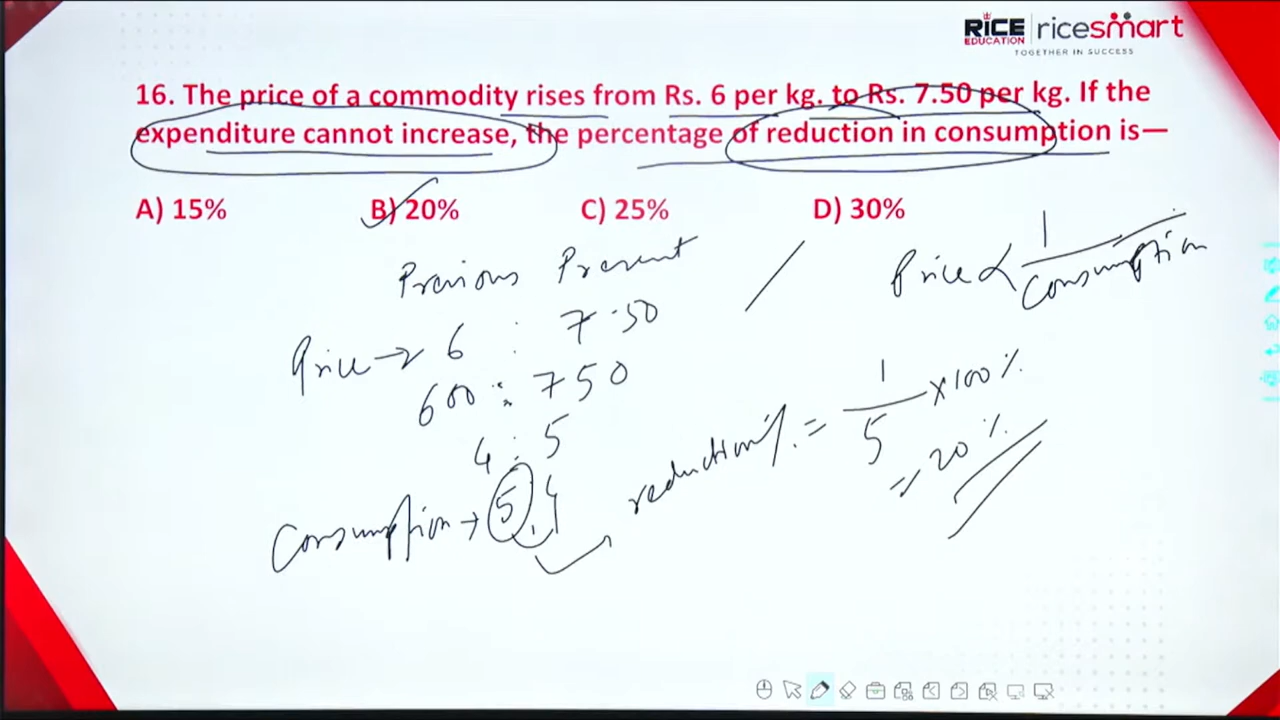 RICE EDUCATION ricesmart
TOGETHER IN SUCCESS
16. The price of a commodity rises from Rs. 6 per kg. to Rs. 7.50 per kg. If the
expenditure cannot increase, the percentage of reduction in consumption is—
A) 15% B) 20% C) 25% D) 30%
Previous Present
Price → 6 : 7.50
600 : 750
4 : 5
Consumption → 5 : 4
Price ∝ 1/Consumption
reduction% = 1/5 × 100%
= 20%